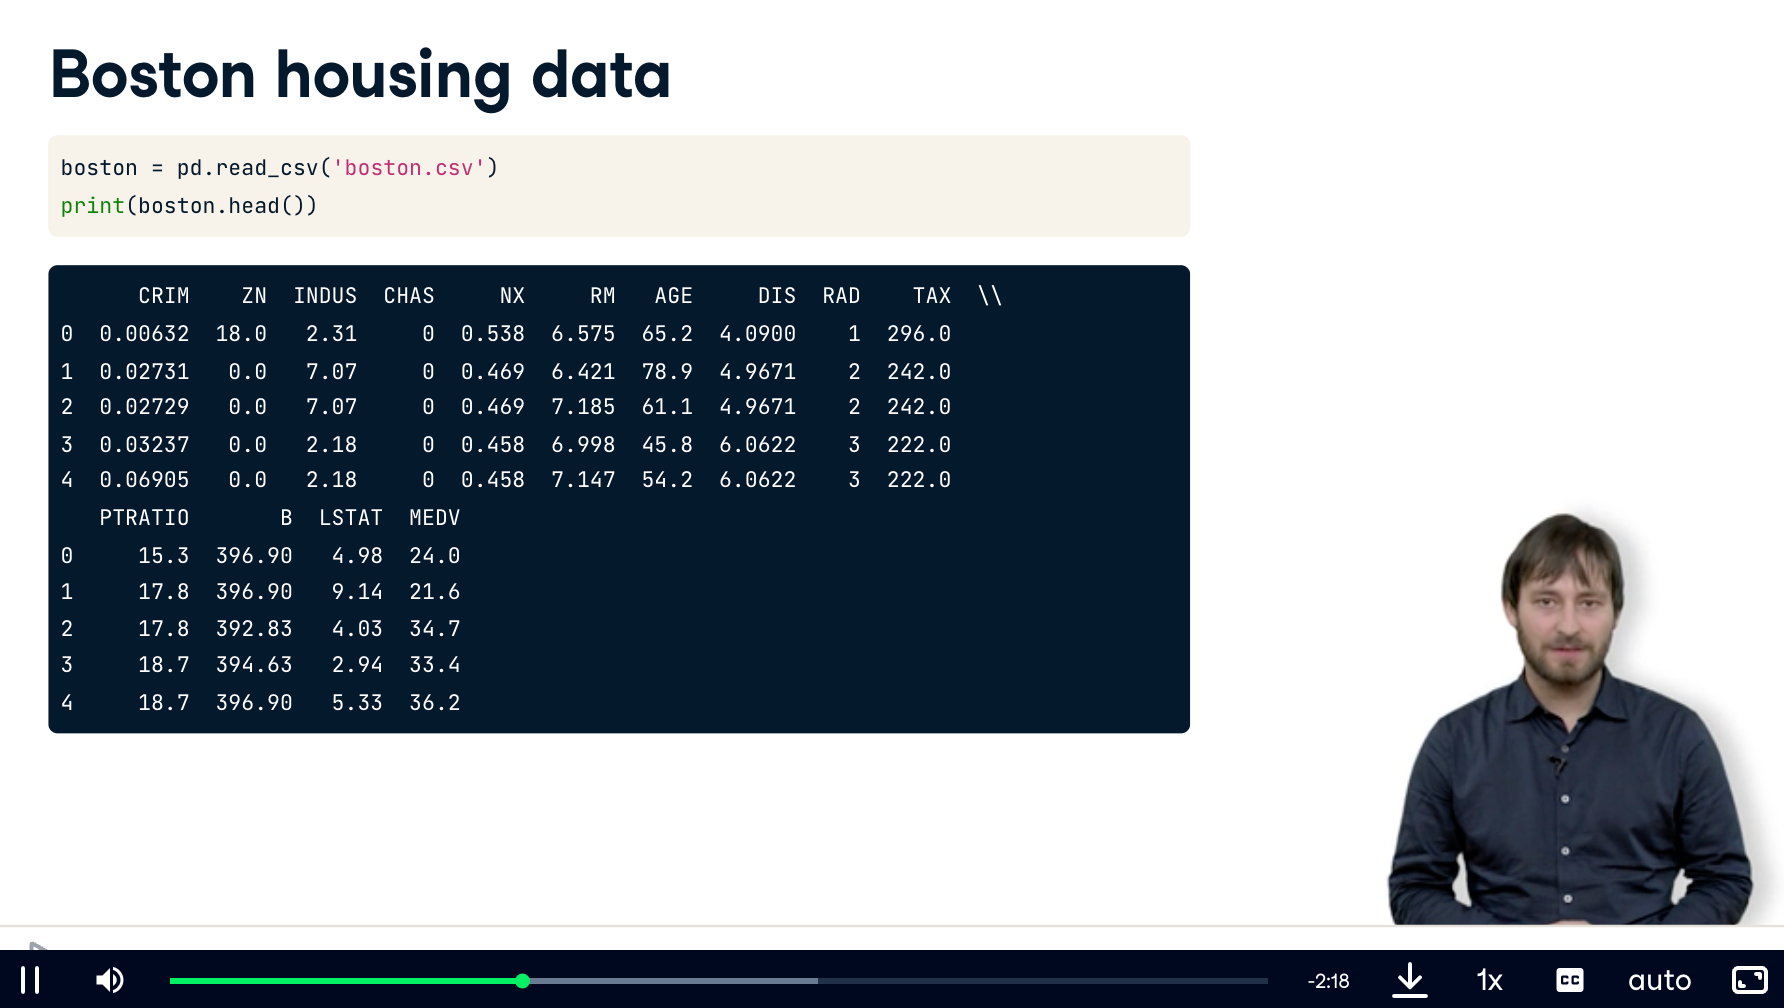 Boston housing data
boston = pd.read_csv('boston.csv')
print(boston.head())
CRIM ZN INDUS CHAS NX RM AGE DIS RAD TAX \\
0 0.00632 18.0 2.31 0 0.538 6.575 65.2 4.0900 1 296.0
1 0.02731 0.0 7.07 0 0.469 6.421 78.9 4.9671 2 242.0
2 0.02729 0.0 7.07 0 0.469 7.185 61.1 4.9671 2 242.0
3 0.03237 0.0 2.18 0 0.458 6.998 45.8 6.0622 3 222.0
4 0.06905 0.0 2.18 0 0.458 7.147 54.2 6.0622 3 222.0
PTRATIO B LSTAT MEDV
0 15.3 396.90 4.98 24.0
1 17.8 396.90 9.14 21.6
2 17.8 392.83 4.03 34.7
3 18.7 394.63 2.94 33.4
4 18.7 396.90 5.33 36.2
-2:18 1x CC auto